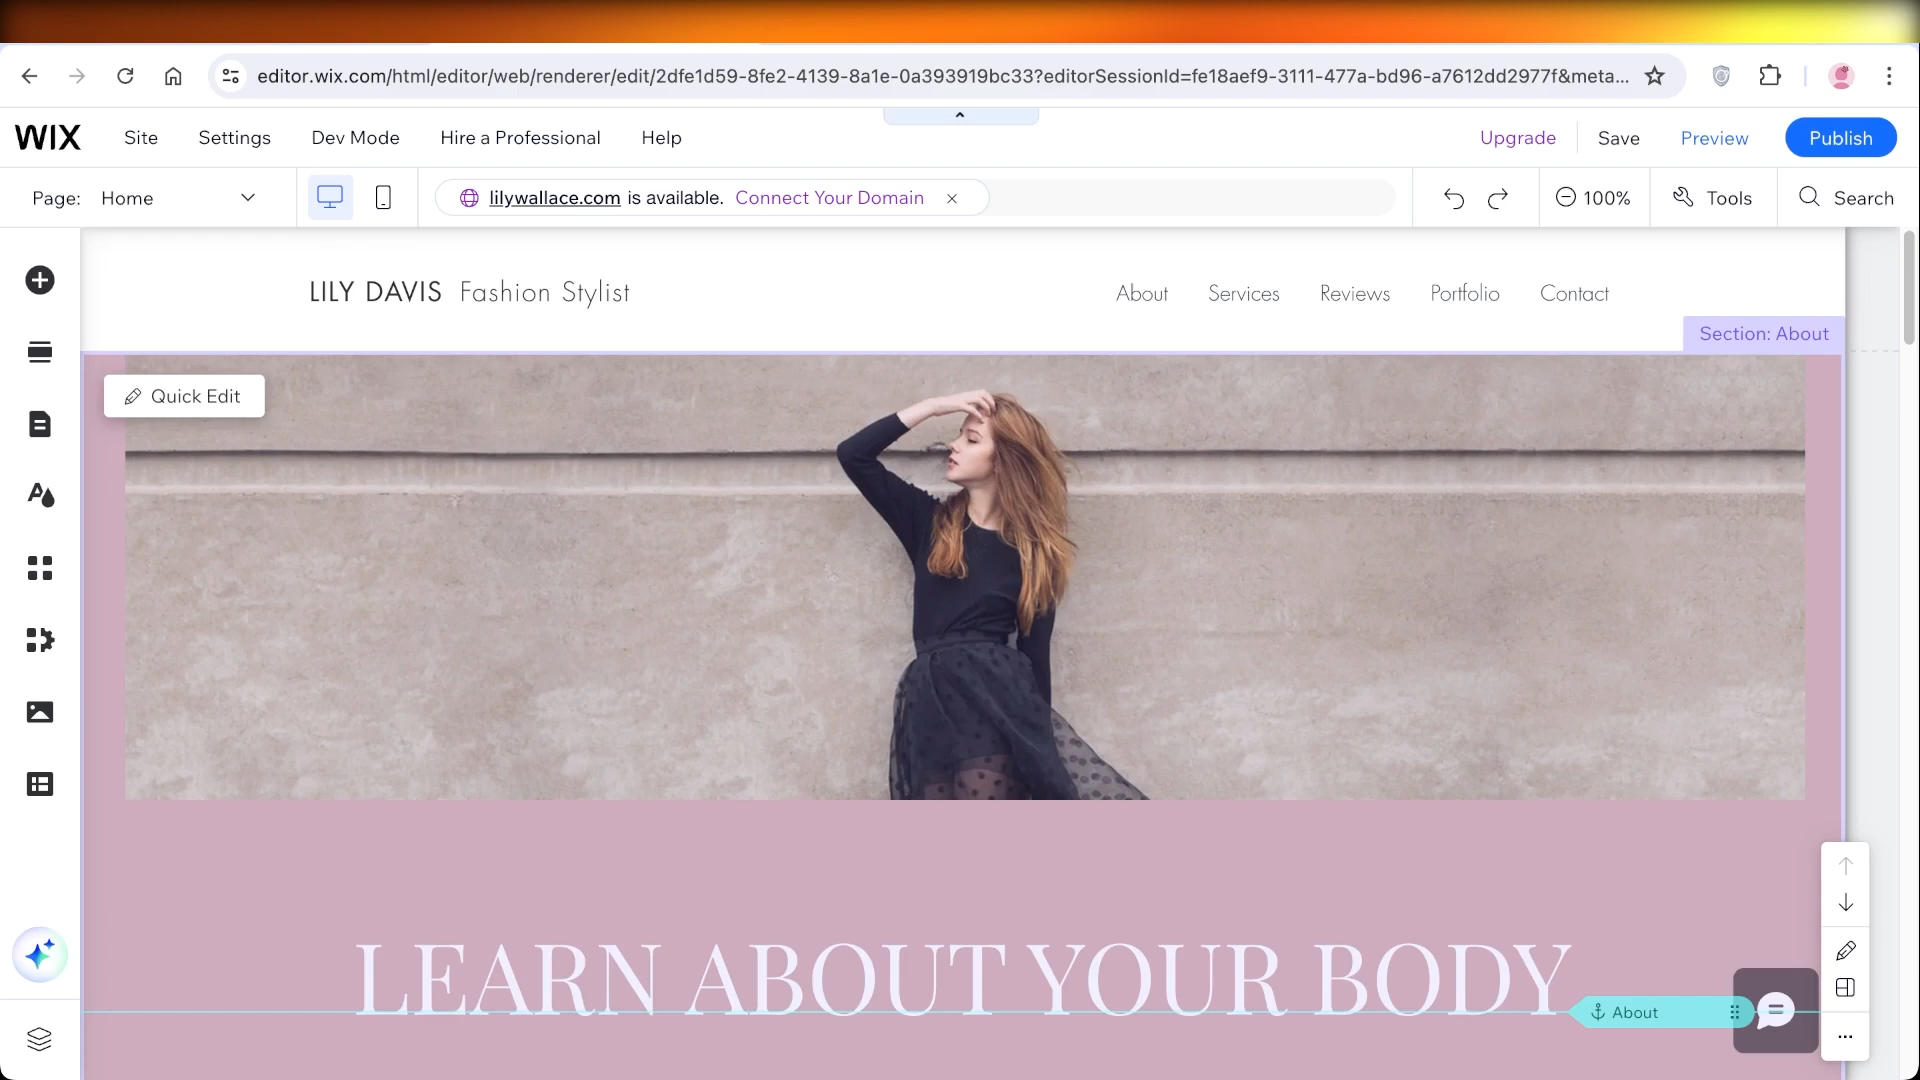 editor.wix.com/html/editor/web/renderer/edit/2dfe1d59-8fe2-4139-8a1e-0a393919bc33?editorSessionId=fe18aef9-3111-477a-bd96-a7612dd2977f&meta...
WIX Site Settings Dev Mode Hire a Professional Help Upgrade Save Preview Publish
Page: Home lilywallace.com is available. Connect Your Domain 100% Tools Search
LILY DAVIS Fashion Stylist About Services Reviews Portfolio Contact
Section: About
Quick Edit
LEARN ABOUT YOUR BODY
About